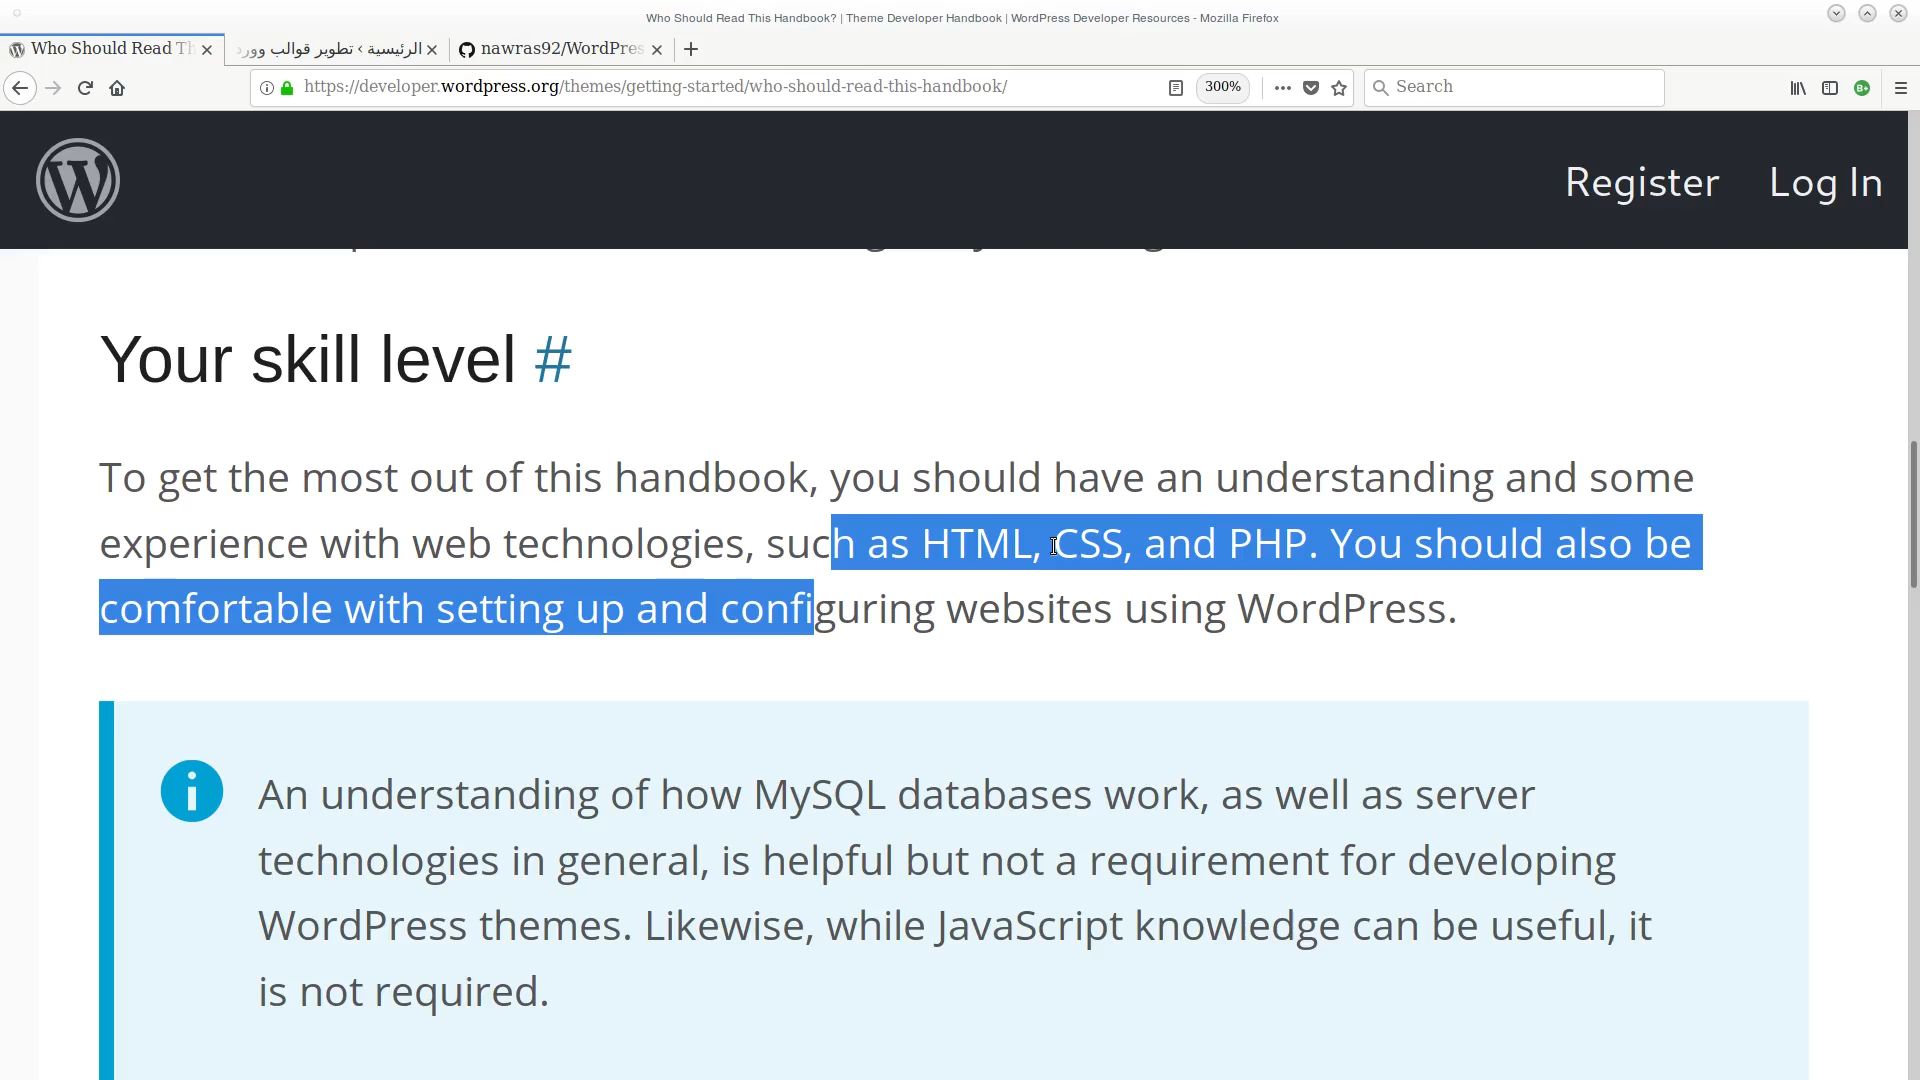 Who Should Read This Handbook? | Theme Developer Handbook | WordPress Developer Resources - Mozilla Firefox
Who Should Read Th
الرئيسية › تطوير قوالب وورد
nawras92/WordPres
https://developer.wordpress.org/themes/getting-started/who-should-read-this-handbook/
300%
Search
Register Log In
Your skill level #
To get the most out of this handbook, you should have an understanding and some
experience with web technologies, such as HTML, CSS, and PHP. You should also be
comfortable with setting up and configuring websites using WordPress.
An understanding of how MySQL databases work, as well as server
technologies in general, is helpful but not a requirement for developing
WordPress themes. Likewise, while JavaScript knowledge can be useful, it
is not required.